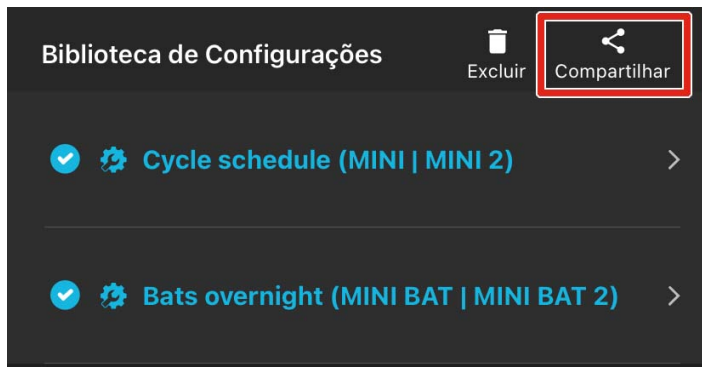 Biblioteca de Configurações
Excluir
Compartilhar
Cycle schedule (MINI | MINI 2)
Bats overnight (MINI BAT | MINI BAT 2)